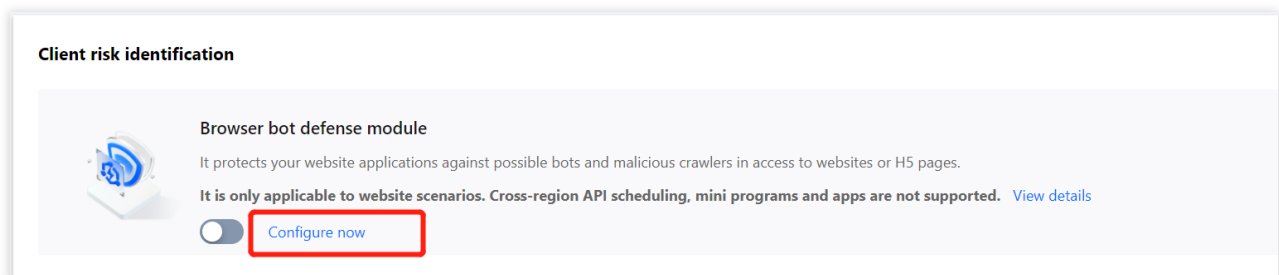 Client risk identification
Browser bot defense module
It protects your website applications against possible bots and malicious crawlers in access to websites or H5 pages.
It is only applicable to website scenarios. Cross-region API scheduling, mini programs and apps are not supported. View details
Configure now